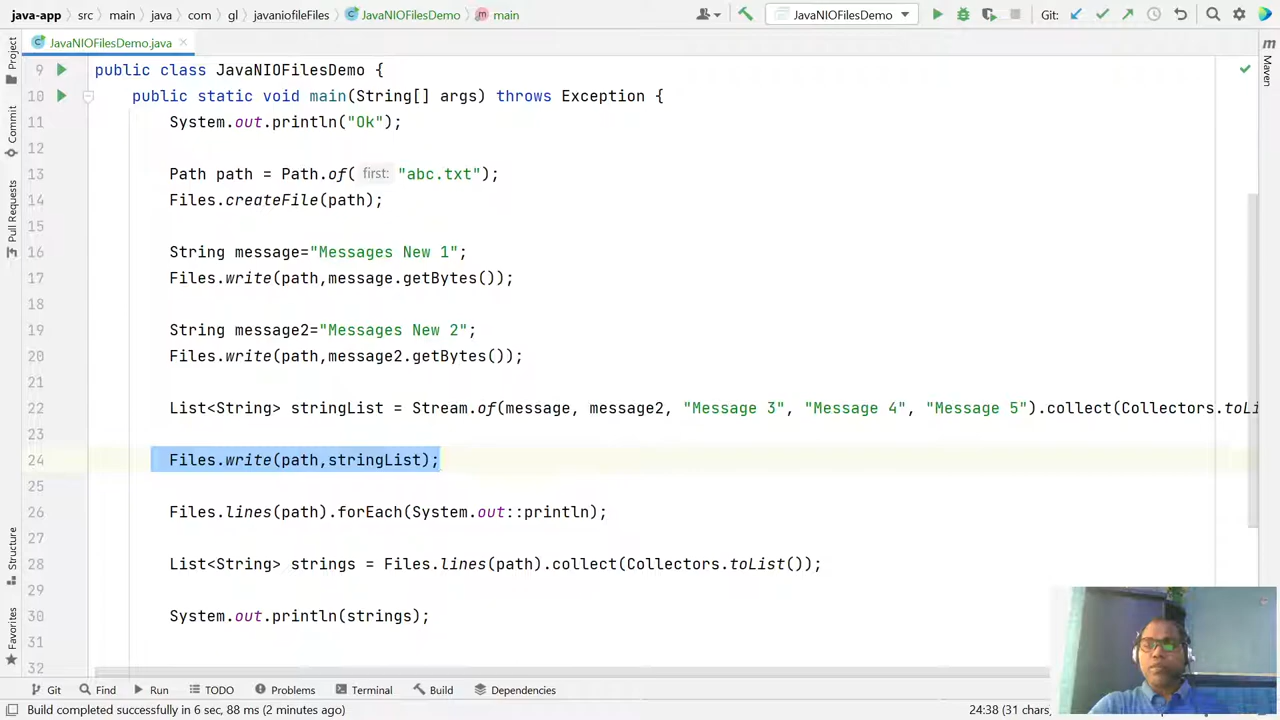 java-app src main java com gl javaniofileFiles JavaNIOFilesDemo main JavaNIOFilesDemo Git:
JavaNIOFilesDemo.java
Project
Commit
Pull Requests
Structure
Favorites
m Maven
9 public class JavaNIOFilesDemo {
10 public static void main(String[] args) throws Exception {
11 System.out.println("Ok");
12
13 Path path = Path.of( first: "abc.txt");
14 Files.createFile(path);
15
16 String message="Messages New 1";
17 Files.write(path,message.getBytes());
18
19 String message2="Messages New 2";
20 Files.write(path,message2.getBytes());
21
22 List<String> stringList = Stream.of(message, message2, "Message 3", "Message 4", "Message 5").collect(Collectors.toLi
23
24 Files.write(path,stringList);
25
26 Files.lines(path).forEach(System.out::println);
27
28 List<String> strings = Files.lines(path).collect(Collectors.toList());
29
30 System.out.println(strings);
31
32
Git Find Run TODO Problems Terminal Build Dependencies
Build completed successfully in 6 sec, 88 ms (2 minutes ago) 24:38 (31 chars,